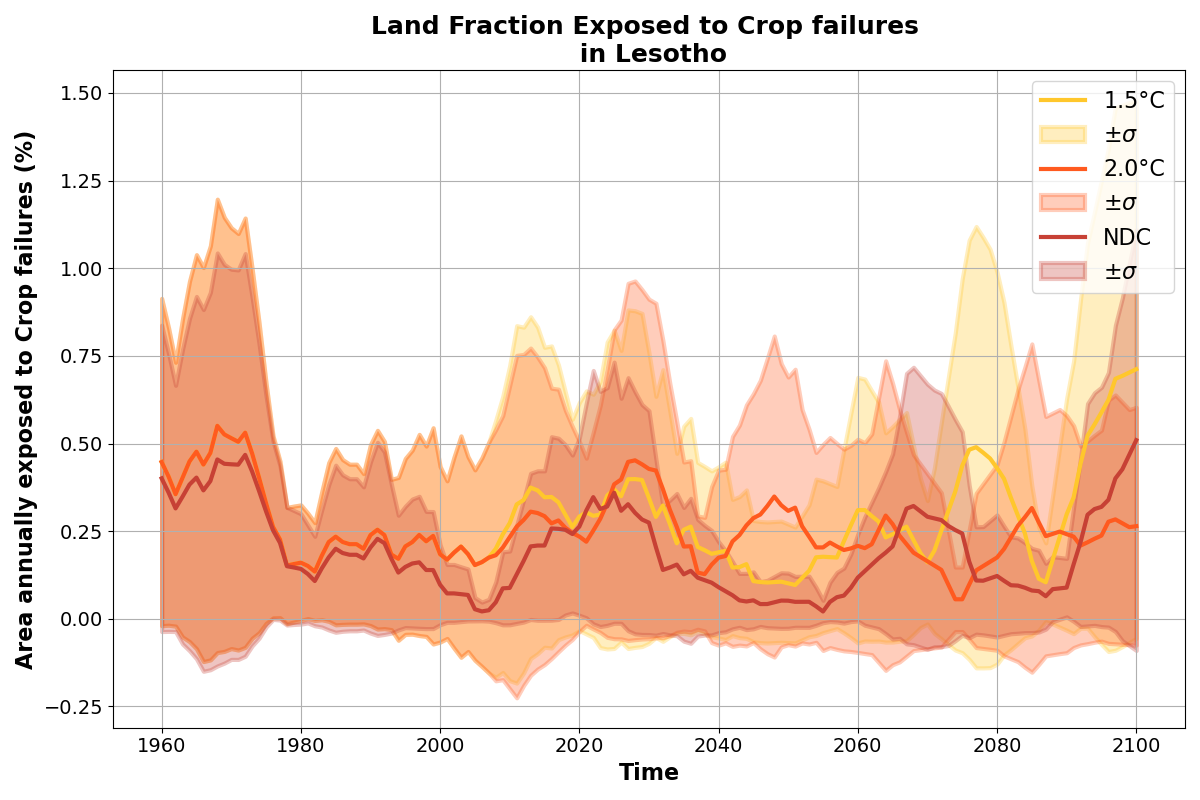 Land Fraction Exposed to Crop failures
in Lesotho
Area annually exposed to Crop failures (%)
1.50
1.25
1.00
0.75
0.50
0.25
0.00
−0.25
1.5°C
±σ
2.0°C
±σ
NDC
±σ
1960
1980
2000
2020
2040
2060
2080
2100
Time